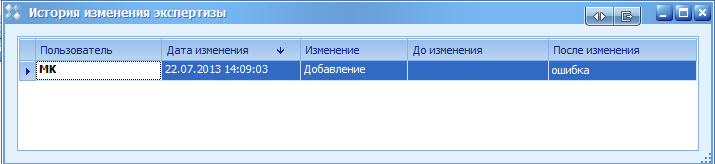 История изменения экспертизы
Пользователь Дата изменения Изменение До изменения После изменения
МК 22.07.2013 14:09:03 Добавление ошибка